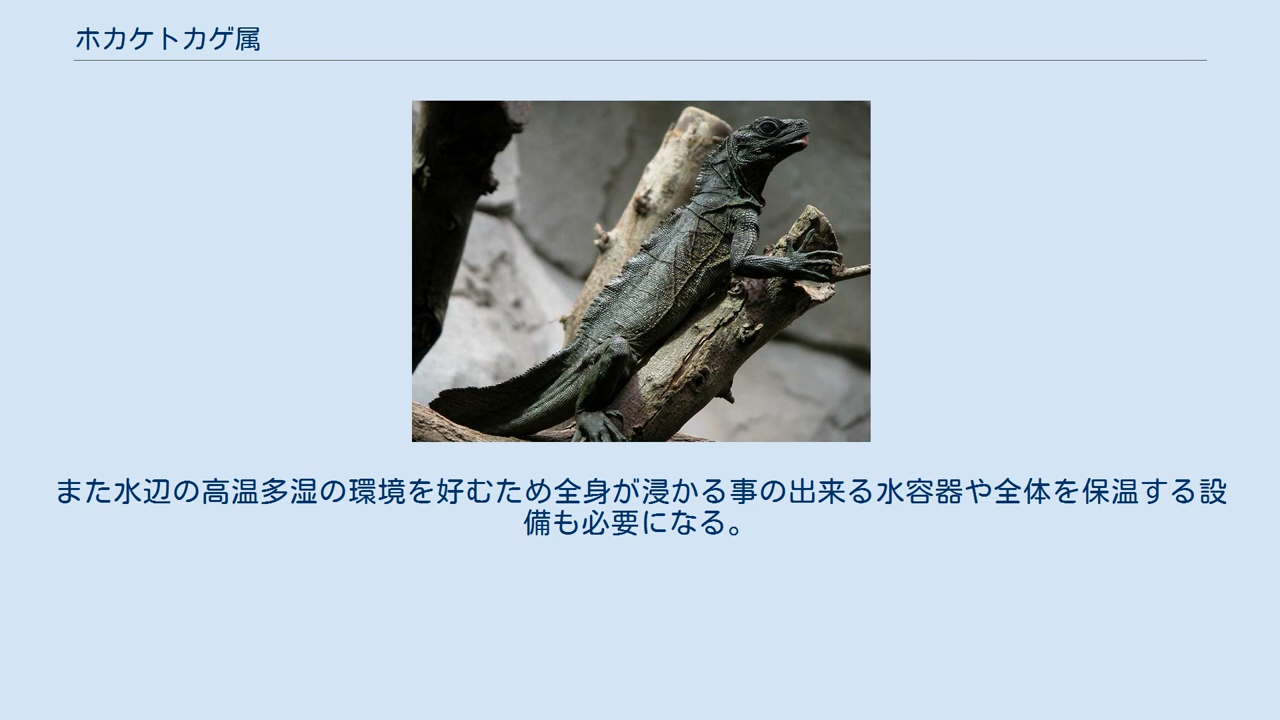 ホカケトカゲ属
また水辺の高温多湿の環境を好むため全身が浸かる事の出来る水容器や全体を保温する設
備も必要になる。